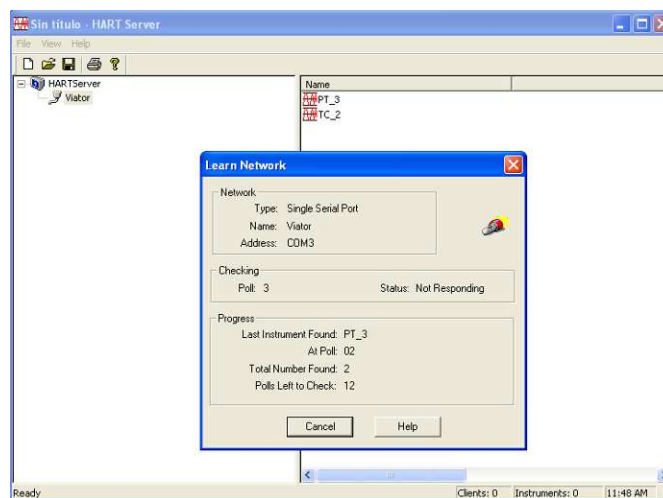 Sin título - HART Server
File View Help
HARTServer
Viator
Name
PT_3
TC_2
Learn Network
Network
Type: Single Serial Port
Name: Viator
Address: COM3
Checking
Poll: 3 Status: Not Responding
Progress
Last Instrument Found: PT_3
At Poll: 02
Total Number Found: 2
Polls Left to Check: 12
Cancel Help
Ready Clients: 0 Instruments: 0 11:48 AM